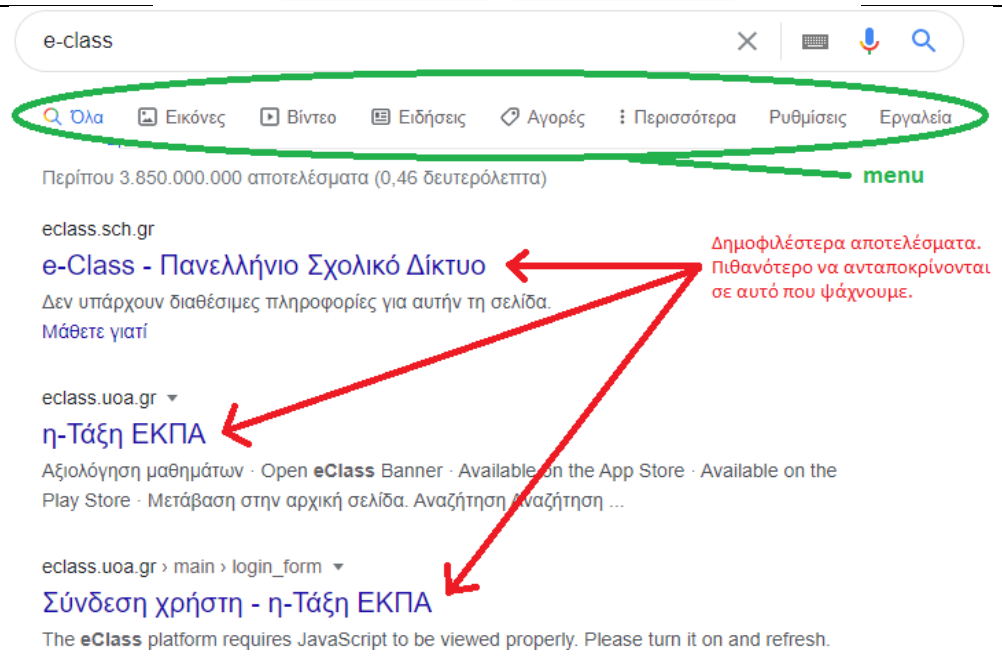 e-class
Όλα Εικόνες Βίντεο Ειδήσεις Αγορές Περισσότερα Ρυθμίσεις Εργαλεία
menu
Περίπου 3.850.000.000 αποτελέσματα (0,46 δευτερόλεπτα)
eclass.sch.gr
e-Class - Πανελλήνιο Σχολικό Δίκτυο
Δεν υπάρχουν διαθέσιμες πληροφορίες για αυτήν τη σελίδα.
Μάθετε γιατί
Δημοφιλέστερα αποτελέσματα.
Πιθανότερο να ανταποκρίνονται
σε αυτό που ψάχνουμε.
eclass.uoa.gr
η-Τάξη ΕΚΠΑ
Αξιολόγηση μαθημάτων · Open eClass Banner · Available on the App Store · Available on the
Play Store · Μετάβαση στην αρχική σελίδα. Αναζήτηση Αναζήτηση ...
eclass.uoa.gr › main › login_form
Σύνδεση χρήστη - η-Τάξη ΕΚΠΑ
The eClass platform requires JavaScript to be viewed properly. Please turn it on and refresh.